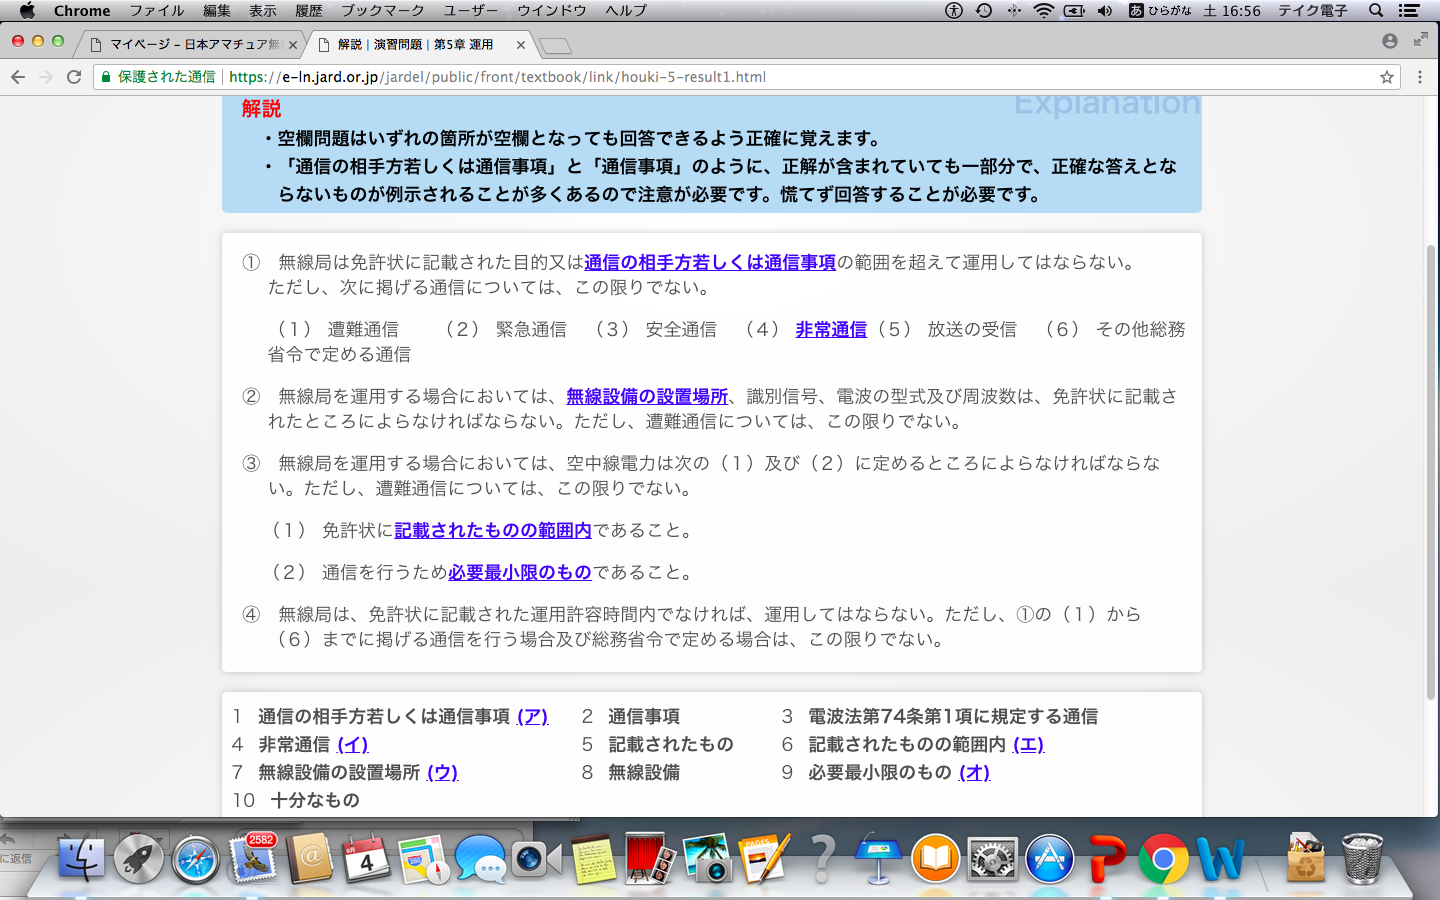 Chrome ファイル 編集 表示 履歴 ブックマーク ユーザー ウインドウ ヘルプ あ ひらがな 土 16:56 テイク電子
マイページ – 日本アマチュア無 解説 | 演習問題 | 第5章 運用
保護された通信 https://e-ln.jard.or.jp/jardel/public/front/textbook/link/houki-5-result1.html
解説 Explanation
・空欄問題はいずれの箇所が空欄となっても回答できるよう正確に覚えます。
・「通信の相手方若しくは通信事項」と「通信事項」のように、正解が含まれていても一部分で、正確な答えとな
らないものが例示されることが多くあるので注意が必要です。慌てず回答することが必要です。
① 無線局は免許状に記載された目的又は通信の相手方若しくは通信事項の範囲を超えて運用してはならない。
ただし、次に掲げる通信については、この限りでない。
（１） 遭難通信 （２） 緊急通信 （３） 安全通信 （４） 非常通信（５） 放送の受信 （６） その他総務
省令で定める通信
② 無線局を運用する場合においては、無線設備の設置場所、識別信号、電波の型式及び周波数は、免許状に記載さ
れたところによらなければならない。ただし、遭難通信については、この限りでない。
③ 無線局を運用する場合においては、空中線電力は次の（１）及び（２）に定めるところによらなければならな
い。ただし、遭難通信については、この限りでない。
（１） 免許状に記載されたものの範囲内であること。
（２） 通信を行うため必要最小限のものであること。
④ 無線局は、免許状に記載された運用許容時間内でなければ、運用してはならない。ただし、①の（１）から
（６）までに掲げる通信を行う場合及び総務省令で定める場合は、この限りでない。
1 通信の相手方若しくは通信事項 (ア) 2 通信事項 3 電波法第74条第1項に規定する通信
4 非常通信 (イ) 5 記載されたもの 6 記載されたものの範囲内 (エ)
7 無線設備の設置場所 (ウ) 8 無線設備 9 必要最小限のもの (オ)
10 十分なもの
に返信
2582
9月
4
280
PAGES